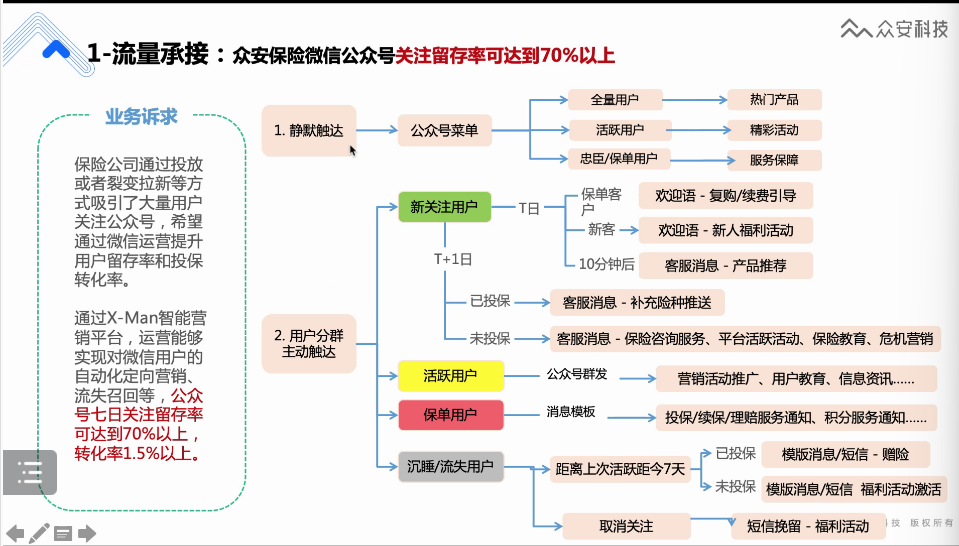 1-流量承接：众安保险微信公众号关注留存率可达到70%以上
众安科技
业务诉求
保险公司通过投放
或者裂变拉新等方
式吸引了大量用户
关注公众号，希望
通过微信运营提升
用户留存率和投保
转化率。
通过X-Man智能营
销平台，运营能够
实现对微信用户的
自动化定向营销、
流失召回等，公众
号七日关注留存率
可达到70%以上，
转化率1.5%以上。
1. 静默触达
公众号菜单
全量用户
热门产品
活跃用户
精彩活动
忠臣/保单用户
服务保障
2. 用户分群
主动触达
新关注用户
T日
保单客
户
欢迎语 - 复购/续费引导
新客
欢迎语 - 新人福利活动
10分钟后
客服消息 - 产品推荐
T+1日
已投保
客服消息 - 补充险种推送
未投保
客服消息 - 保险咨询服务、平台活跃活动、保险教育、危机营销
活跃用户
公众号群发
营销活动推广、用户教育、信息资讯......
保单用户
消息模板
投保/续保/理赔服务通知、积分服务通知......
沉睡/流失用户
距离上次活跃距今7天
已投保
模版消息/短信 - 赠险
未投保
模版消息/短信 福利活动激活
取消关注
短信挽留 - 福利活动
科技 版权所有